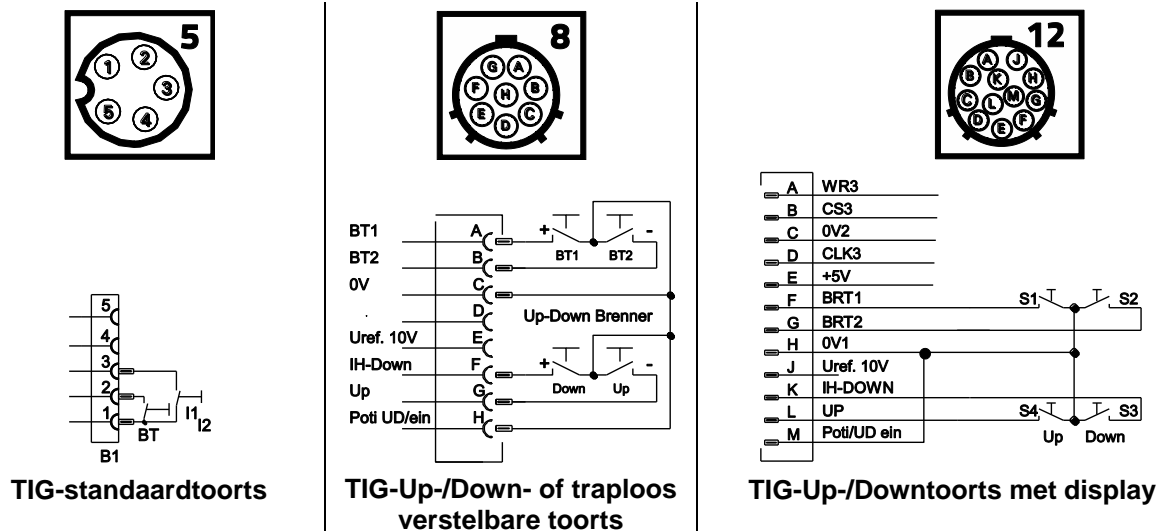 5
1
2
3
5
4
5
4
3
2
1
BT
I1
I2
B1
TIG-standaardtoorts
8
G A
F H B
E C
D
BT1
BT2
0V
.
Uref. 10V
IH-Down
Up
Poti UD/ein
A
B
C
D
E
F
G
H
+ -
BT1 BT2
Up-Down Brenner
+ -
Down Up
TIG-Up-/Down- of traploos
verstelbare toorts
12
A J
B K H
C L M G
D F
E
A WR3
B CS3
C 0V2
D CLK3
E +5V
F BRT1
G BRT2
H 0V1
J Uref. 10V
K IH-DOWN
L UP
M Poti/UD ein
S1 S2
S4 S3
Up Down
TIG-Up-/Downtoorts met display